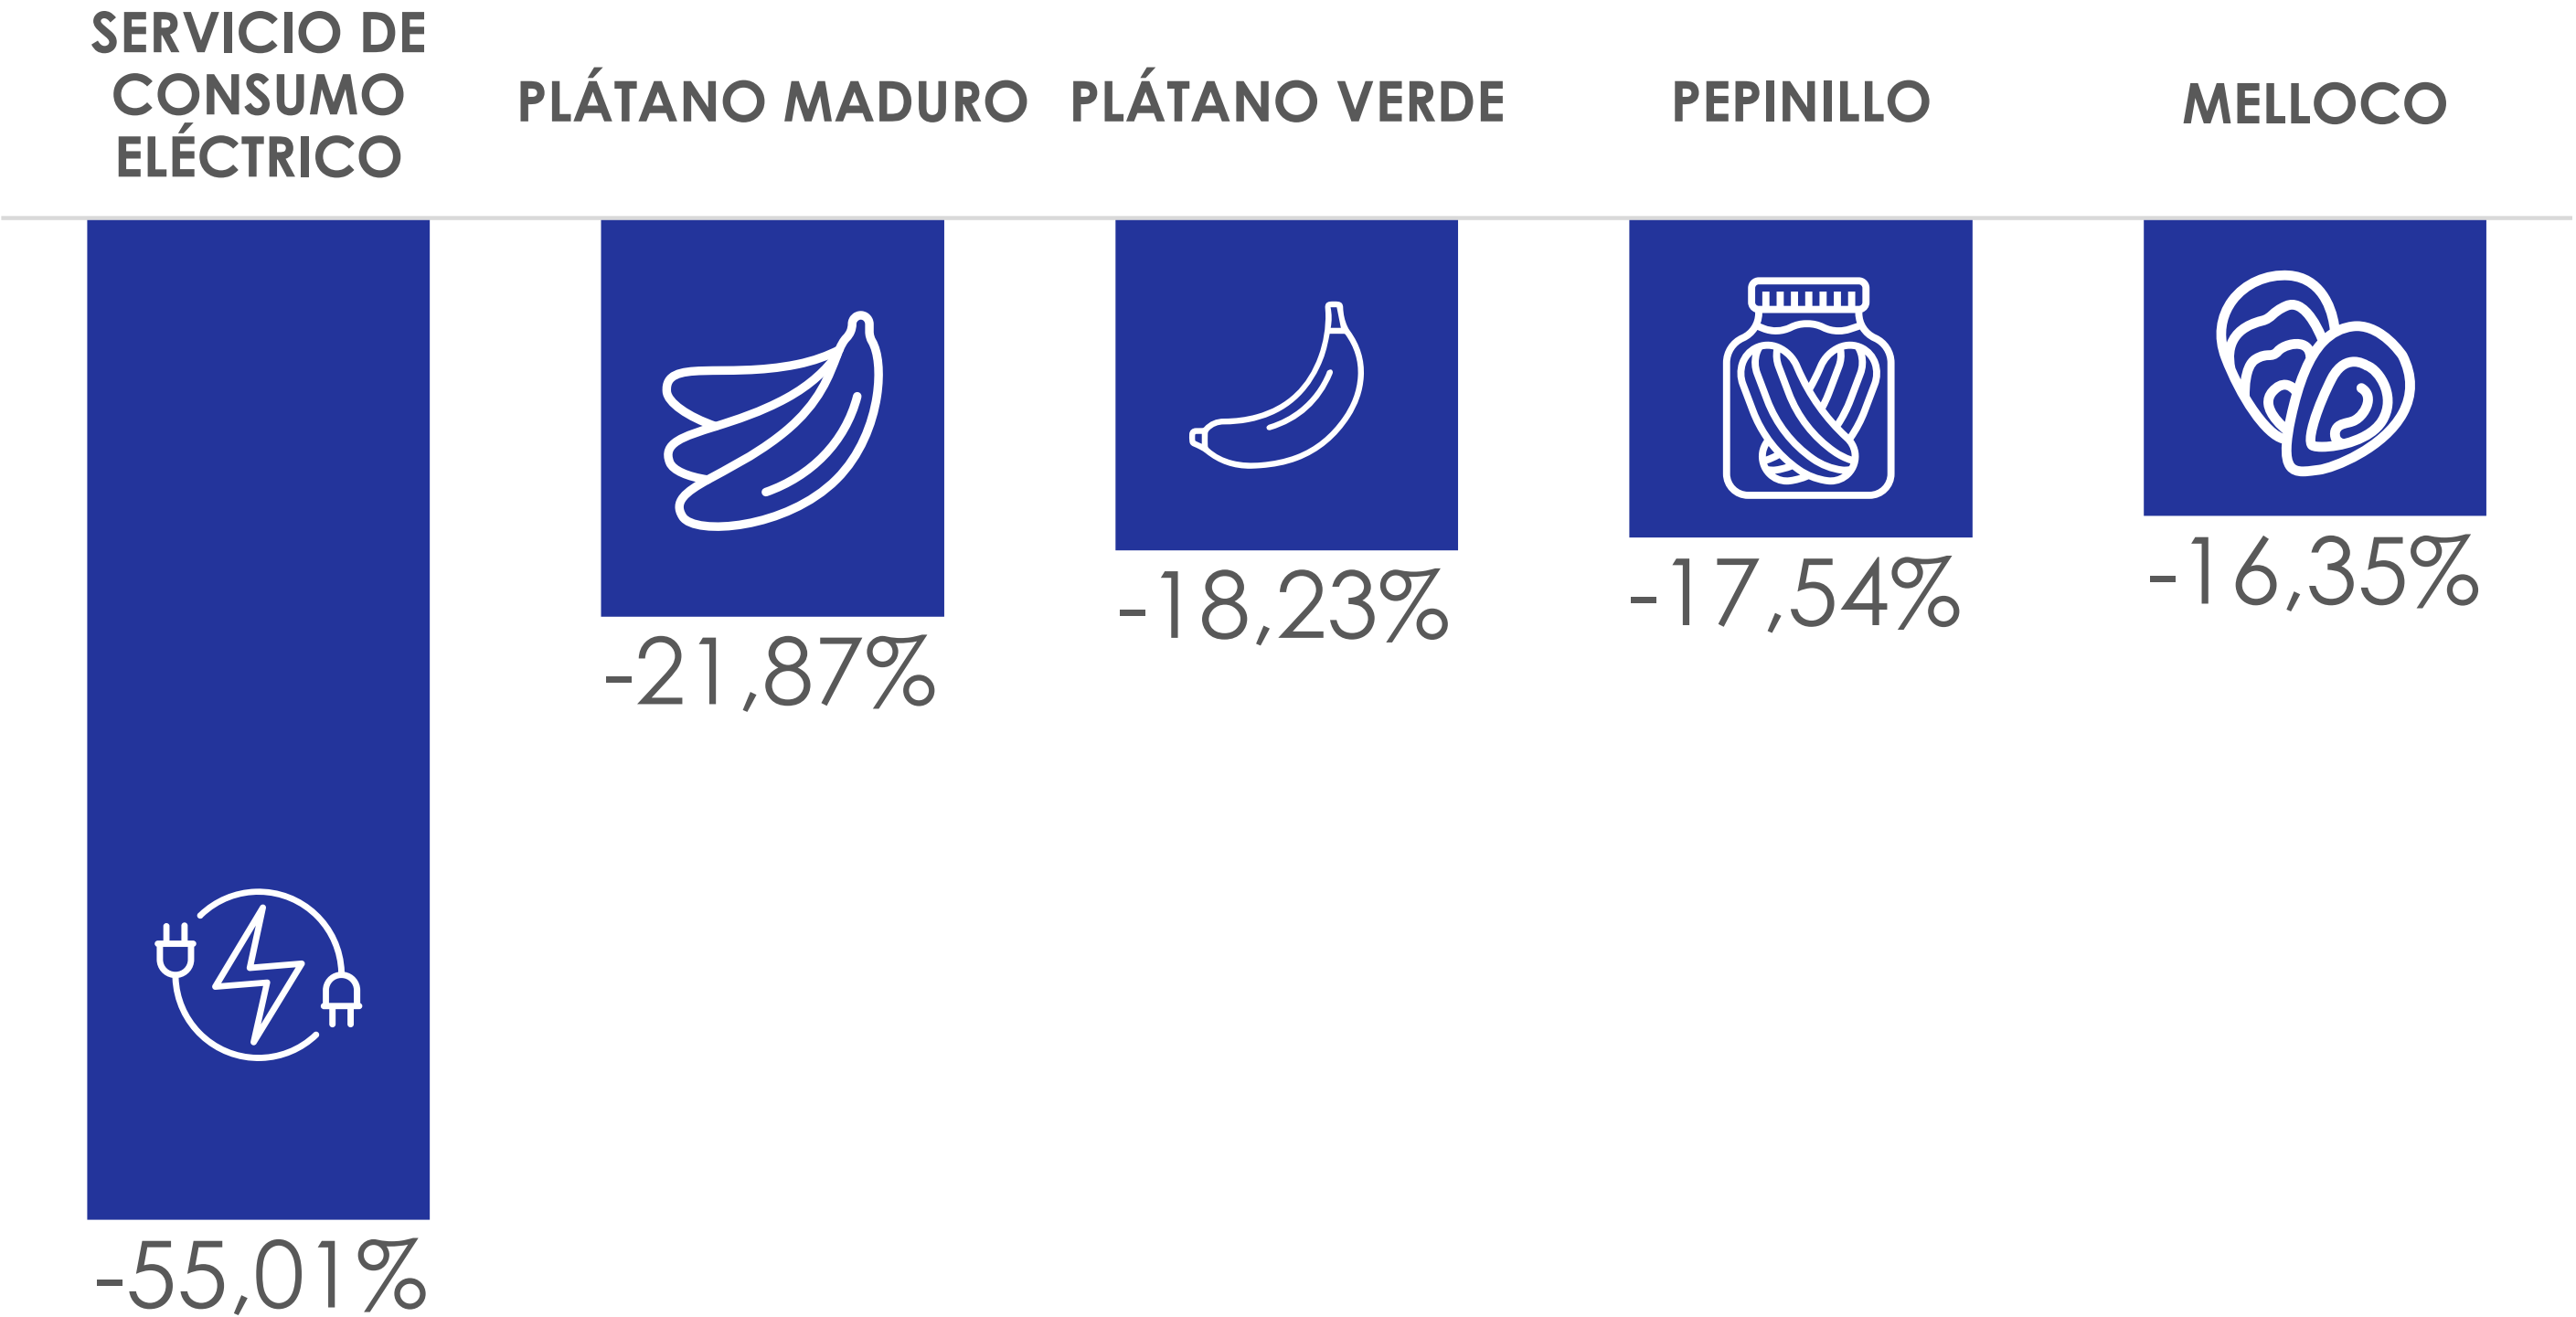 SERVICIO DE
CONSUMO
ELÉCTRICO
PLÁTANO MADURO
PLÁTANO VERDE
PEPINILLO
MELLOCO
-55,01%
-21,87%
-18,23%
-17,54%
-16,35%